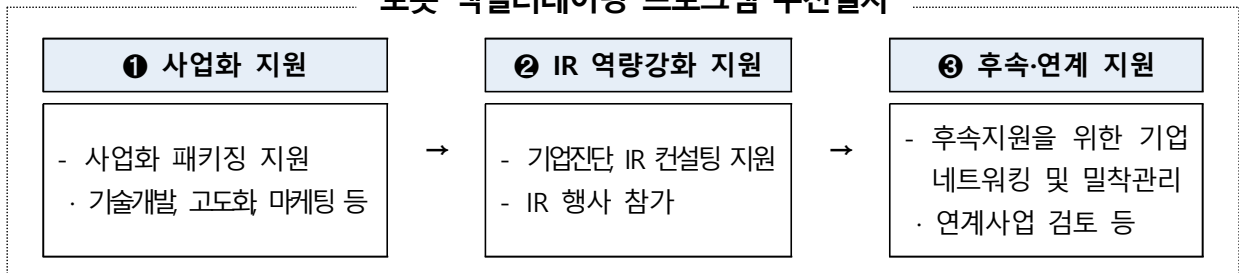 ❶ 사업화 지원
- 사업화 패키징 지원
· 기술개발, 고도화, 마케팅 등
→
❷ IR 역량강화 지원
- 기업진단, IR 컨설팅 지원
- IR 행사 참가
→
❸ 후속·연계 지원
- 후속지원을 위한 기업
네트워킹 및 밀착관리
· 연계사업 검토 등